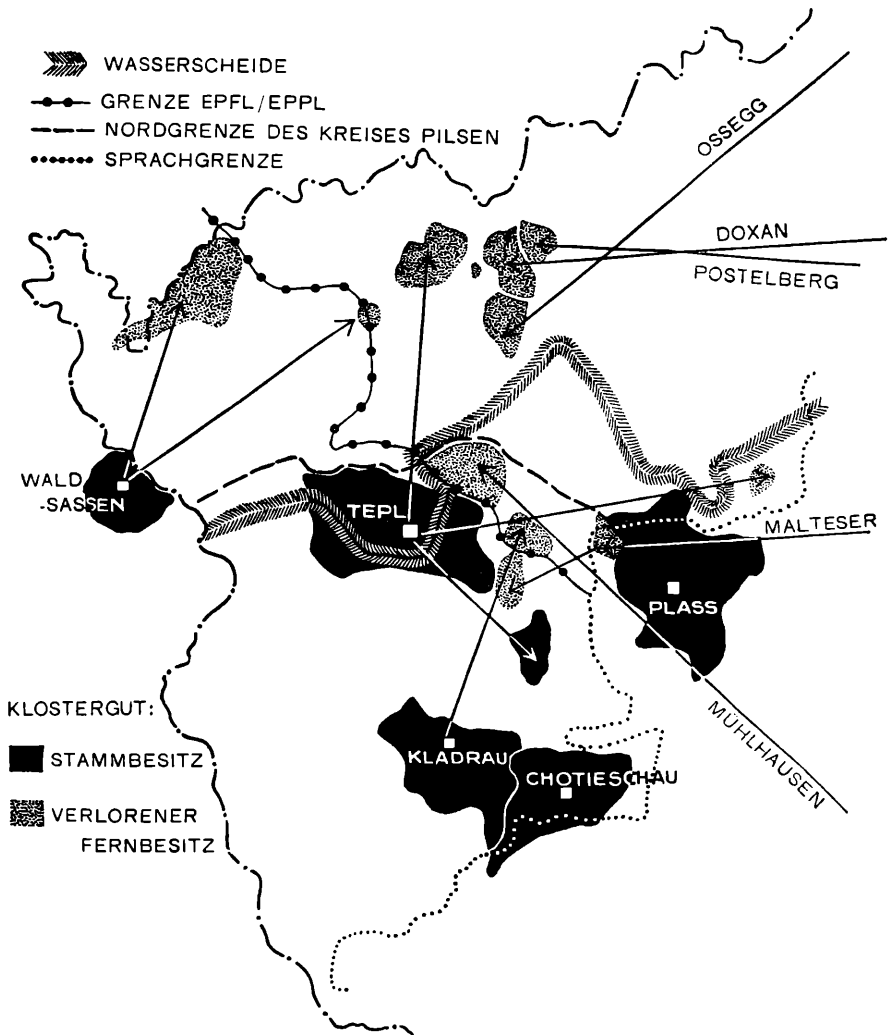 WASSERSCHEIDE
GRENZE EPFL/EPPL
NORDGRENZE DES KREISES PILSEN
SPRACHGRENZE
OSSEGG
DOXAN
POSTELBERG
WALD
-SASSEN
TEPL
MALTESER
PLASS
MÜHLHAUSEN
KLOSTERGUT:
STAMMBESITZ
KLADRAU
CHOTIESCHAU
VERLORENER
FERNBESITZ